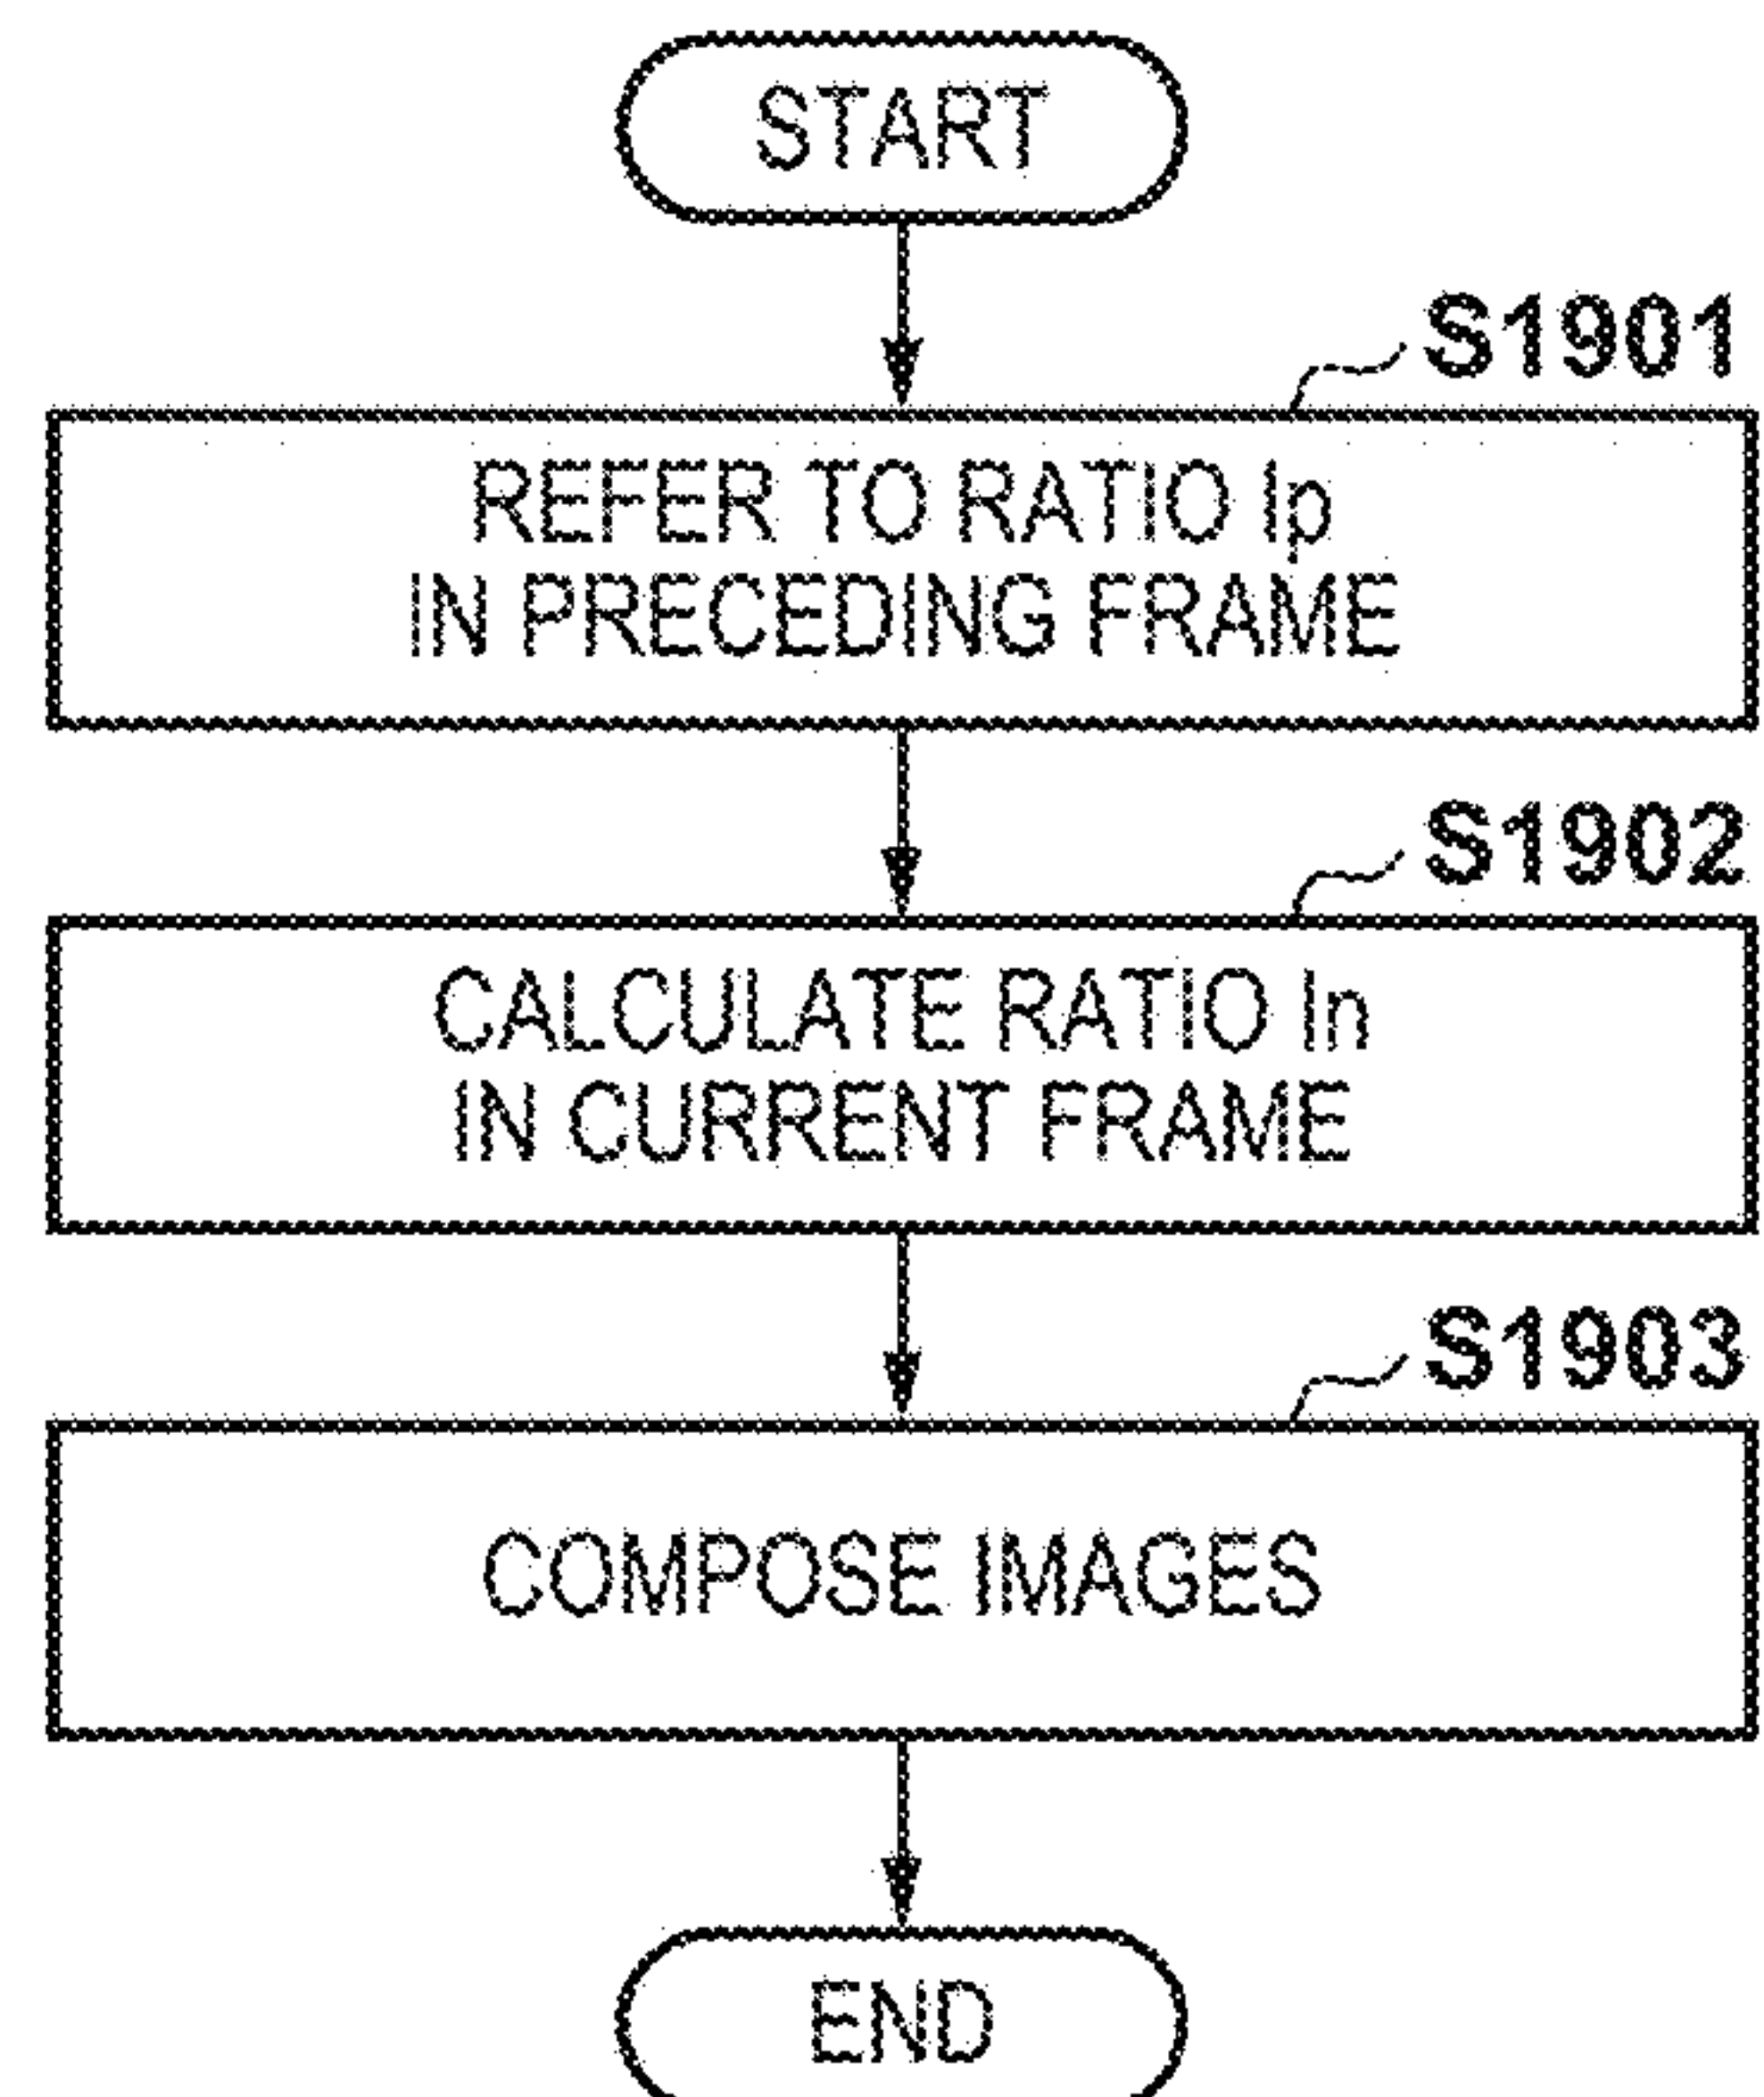 START
S1901
REFER TO RATIO Ip
IN PRECEDING FRAME
S1902
CALCULATE RATIO In
IN CURRENT FRAME
S1903
COMPOSE IMAGES
END